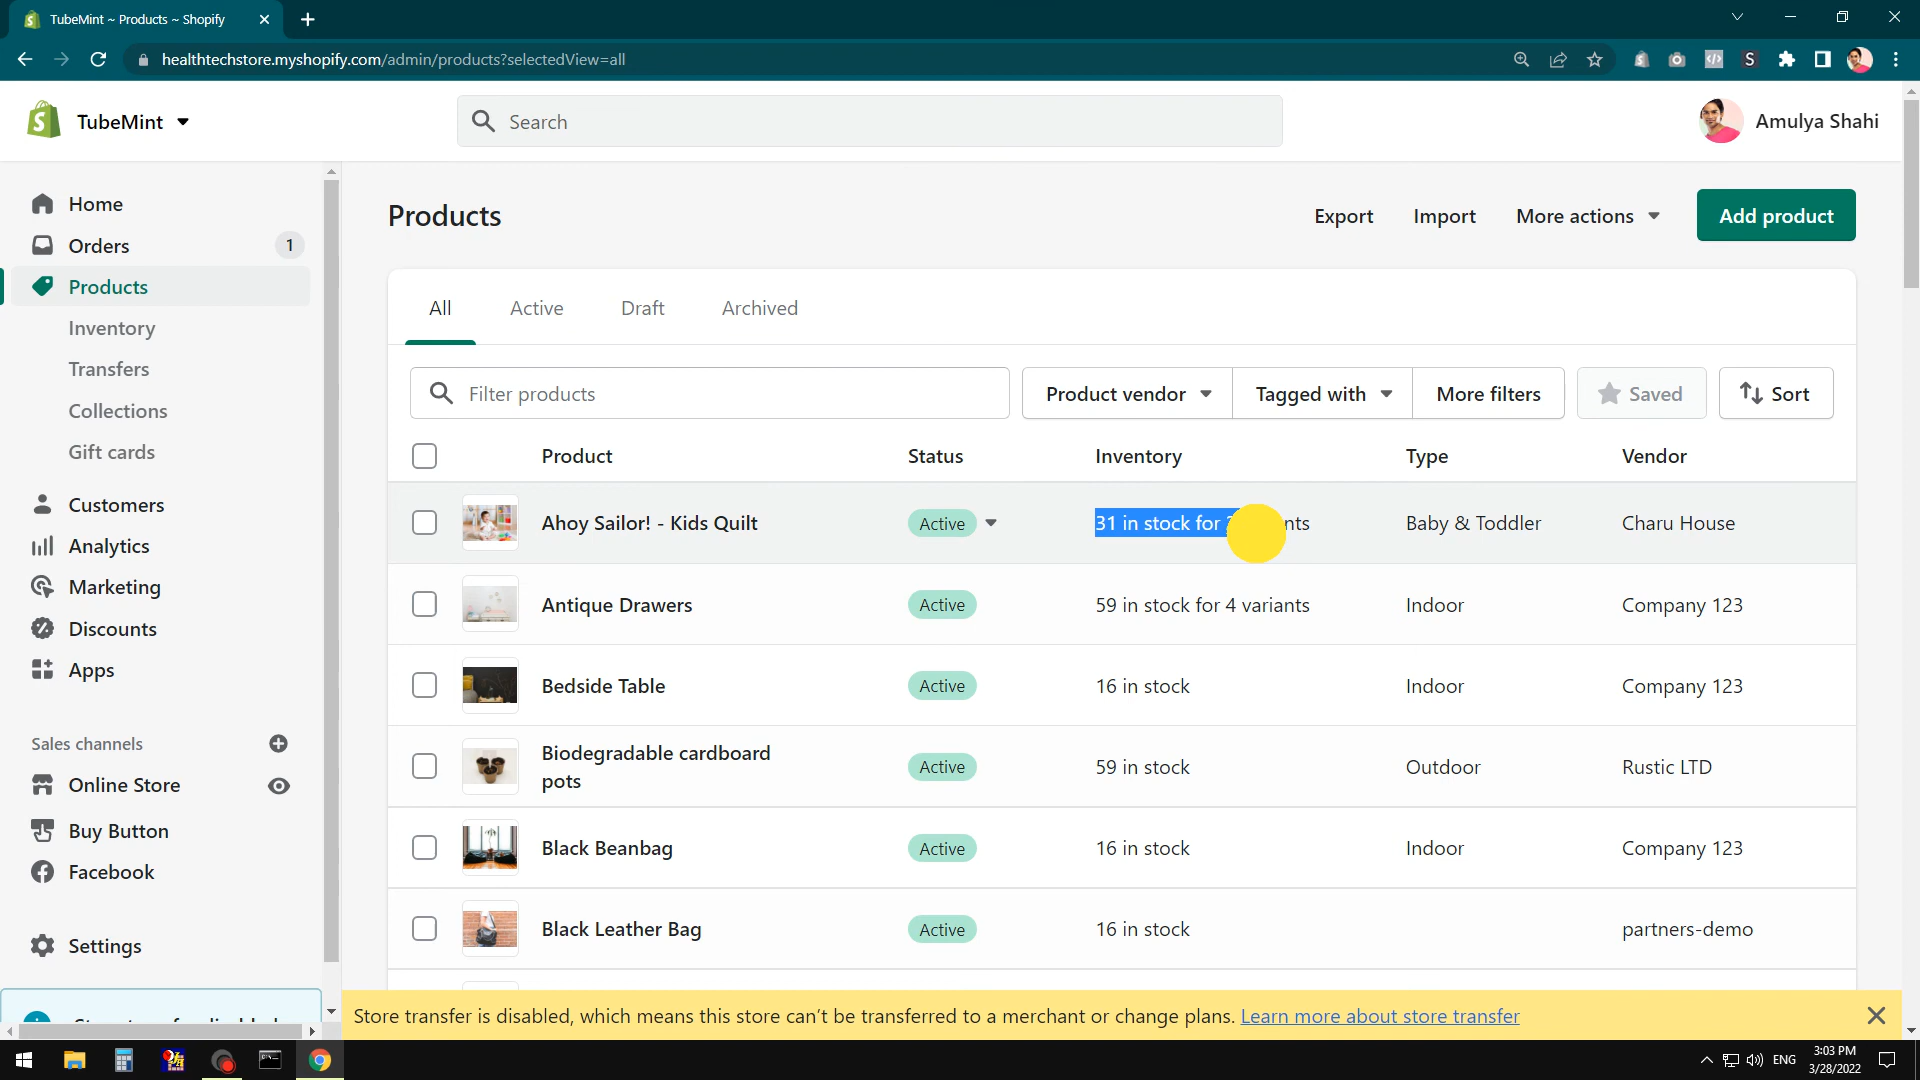 TubeMint ~ Products ~ Shopify
healthtechstore.myshopify.com/admin/products?selectedView=all
TubeMint
Search
Amulya Shahi
Home
Orders 1
Products
Inventory
Transfers
Collections
Gift cards
Customers
Analytics
Marketing
Discounts
Apps
Sales channels
Online Store
Buy Button
Facebook
Settings
Products
Export Import More actions Add product
All Active Draft Archived
Filter products Product vendor Tagged with More filters Saved Sort
Product Status Inventory Type Vendor
Ahoy Sailor! - Kids Quilt Active 31 in stock for Baby & Toddler Charu House
Antique Drawers Active 59 in stock for 4 variants Indoor Company 123
Bedside Table Active 16 in stock Indoor Company 123
Biodegradable cardboard
pots Active 59 in stock Outdoor Rustic LTD
Black Beanbag Active 16 in stock Indoor Company 123
Black Leather Bag Active 16 in stock partners-demo
Store transfer is disabled, which means this store can't be transferred to a merchant or change plans. Learn more about store transfer
ENG
3:03 PM
3/28/2022